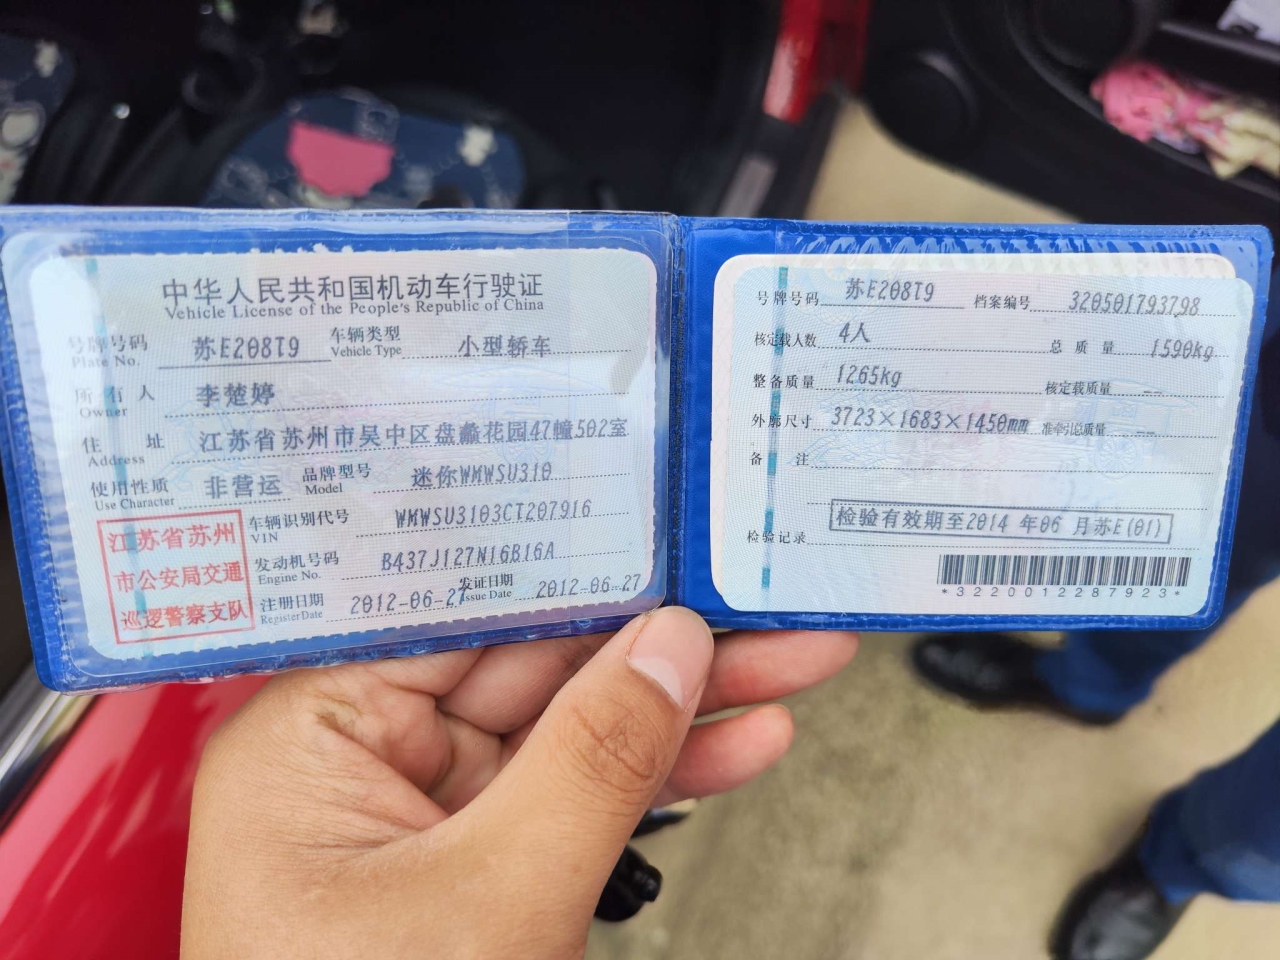 中华人民共和国机动车行驶证
Vehicle License of the People's Republic of China
号牌号码 苏E208T9 车辆类型 小型轿车
Plate No. Vehicle Type
所有人 李楚婷
Owner
住址 江苏省苏州市吴中区盘蠡花园47幢502室
Address
使用性质 非营运 品牌型号 迷你WMWSU310
Use Character Model
江苏省苏州
市公安局交通
巡逻警察支队
车辆识别代号 WMWSU3103CT207916
VIN
发动机号码 B437J127N16B16A
Engine No.
注册日期 2012-06-27 发证日期 2012-06-27
Register Date Issue Date
号牌号码 苏E208T9 档案编号 320501793798
核定载人数 4人 总质量 1590kg
整备质量 1265kg 核定载质量 --
外廓尺寸 3723×1683×1450mm 准牵引总质量 --
备注
检验记录 检验有效期至2014年06月苏E(01)
*3220012287923*